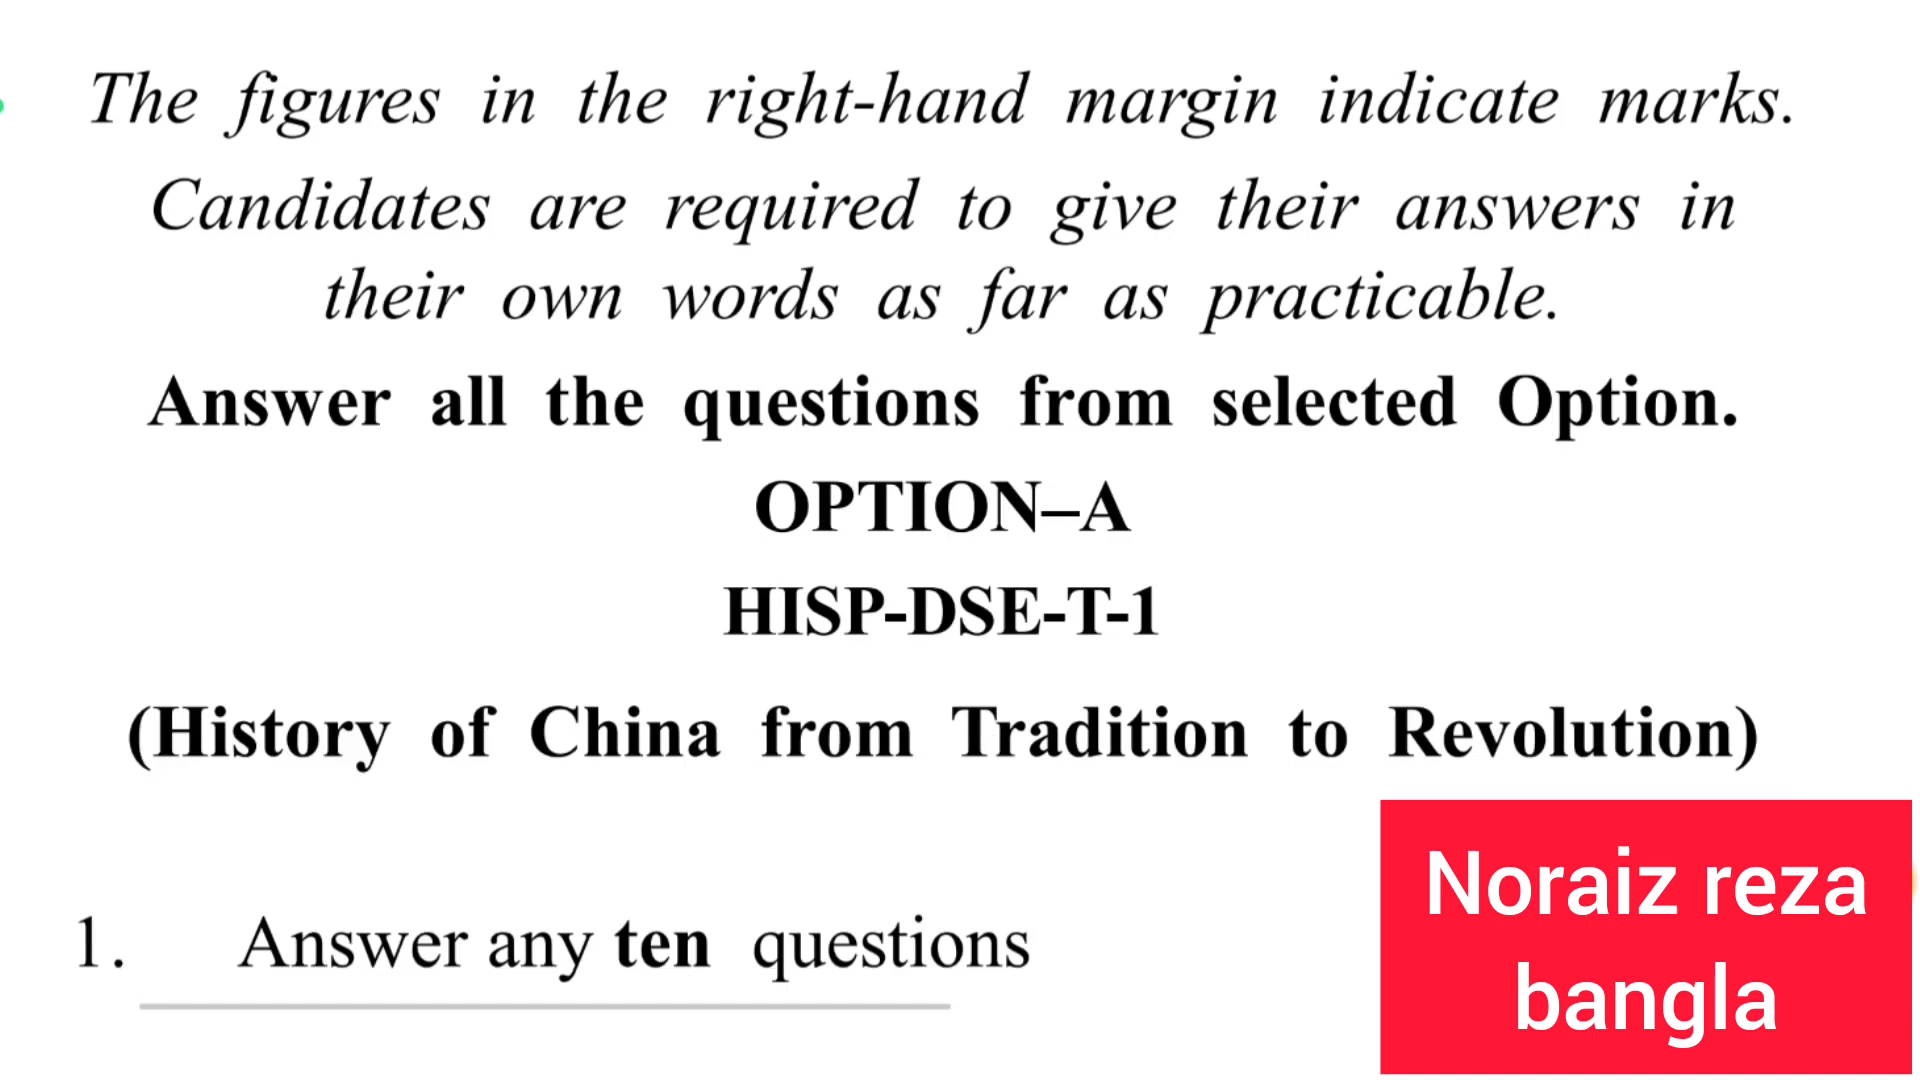 The figures in the right-hand margin indicate marks.
Candidates are required to give their answers in
their own words as far as practicable.
Answer all the questions from selected Option.
OPTION–A
HISP-DSE-T-1
(History of China from Tradition to Revolution)
1. Answer any ten questions
Noraiz reza
bangla